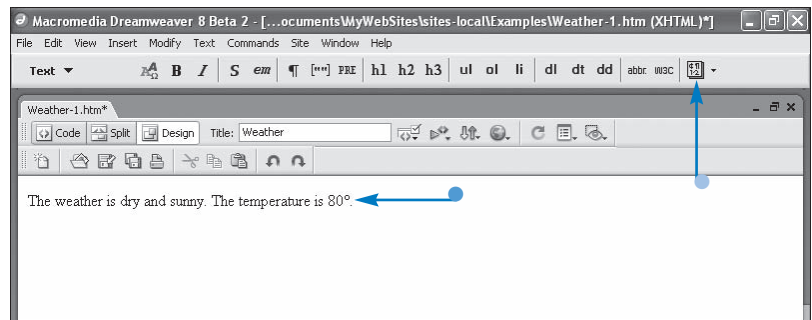 Macromedia Dreamweaver 8 Beta 2 - [...ocuments\MyWebSites\sites-local\Examples\Weather-1.htm (XHTML)*]
File Edit View Insert Modify Text Commands Site Window Help
Text B I S em ¶ [""] PRE h1 h2 h3 ul ol li dl dt dd abbr. W3C
Weather-1.htm*
Code Split Design Title: Weather
The weather is dry and sunny. The temperature is 80°.